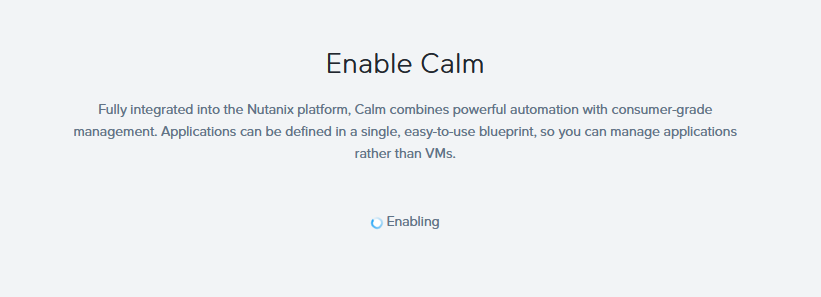 Enable Calm
Fully integrated into the Nutanix platform, Calm combines powerful automation with consumer-grade
management. Applications can be defined in a single, easy-to-use blueprint, so you can manage applications
rather than VMs.
Enabling